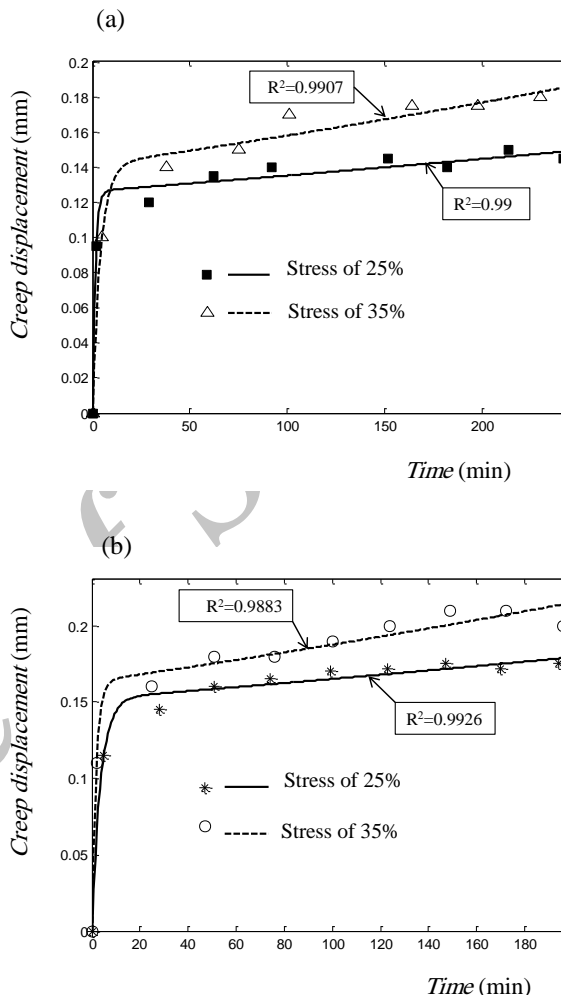 (a)
R²=0.9907
0.2
0.18
0.16
0.14
0.12
0.1
0.08
0.06
0.04
0.02
0
Creep displacement (mm)
R²=0.99
Stress of 25%
Stress of 35%
0 50 100 150 200
Time (min)
(b)
R²=0.9883
0.2
0.15
0.1
0.05
0
Creep displacement (mm)
R²=0.9926
Stress of 25%
Stress of 35%
0 20 40 60 80 100 120 140 160 180
Time (min)